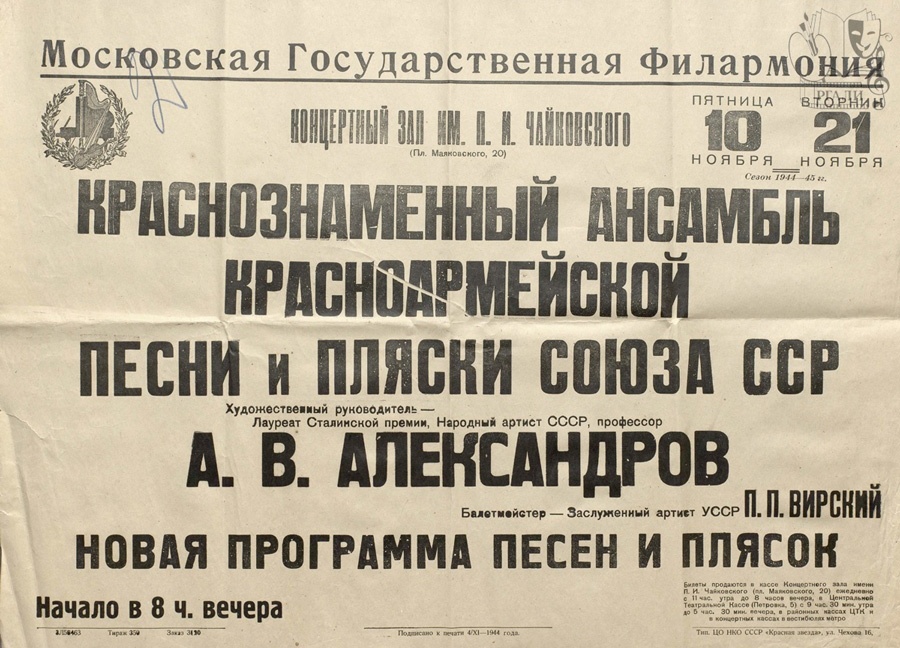 Московская Государственная Филармония
РГАЛИ
КОНЦЕРТНЫЙ ЗАЛ ИМ. П. И. ЧАЙКОВСКОГО
(Пл. Маяковского, 20)
ПЯТНИЦА
10
НОЯБРЯ
ВТОРНИК
21
НОЯБРЯ
Сезон 1944—45 гг.
КРАСНОЗНАМЕННЫЙ АНСАМБЛЬ
КРАСНОАРМЕЙСКОЙ
ПЕСНИ и ПЛЯСКИ СОЮЗА ССР
Художественный руководитель —
Лауреат Сталинской премии, Народный артист СССР, профессор
А. В. АЛЕКСАНДРОВ
Балетмейстер — Заслуженный артист УССР П. П. ВИРСКИЙ
НОВАЯ ПРОГРАММА ПЕСЕН И ПЛЯСОК
Начало в 8 ч. вечера
Билеты продаются в кассе Концертного зала имени
П. И. Чайковского (пл. Маяковского, 20) ежедневно
с 11 час. утра до 8 часов вечера, в Центральной
Театральной Кассе (Петровка, 5) с 9 час. 30 мин. утра
до 6 час. 30 мин. вечера, в районных кассах ЦТК и
в концертных кассах в вестибюлях метро
Тираж 350 Заказ
Подписано к печати 4/XI—1944 года.
Тип. ЦО НКО СССР «Красная звезда», ул. Чехова 16.